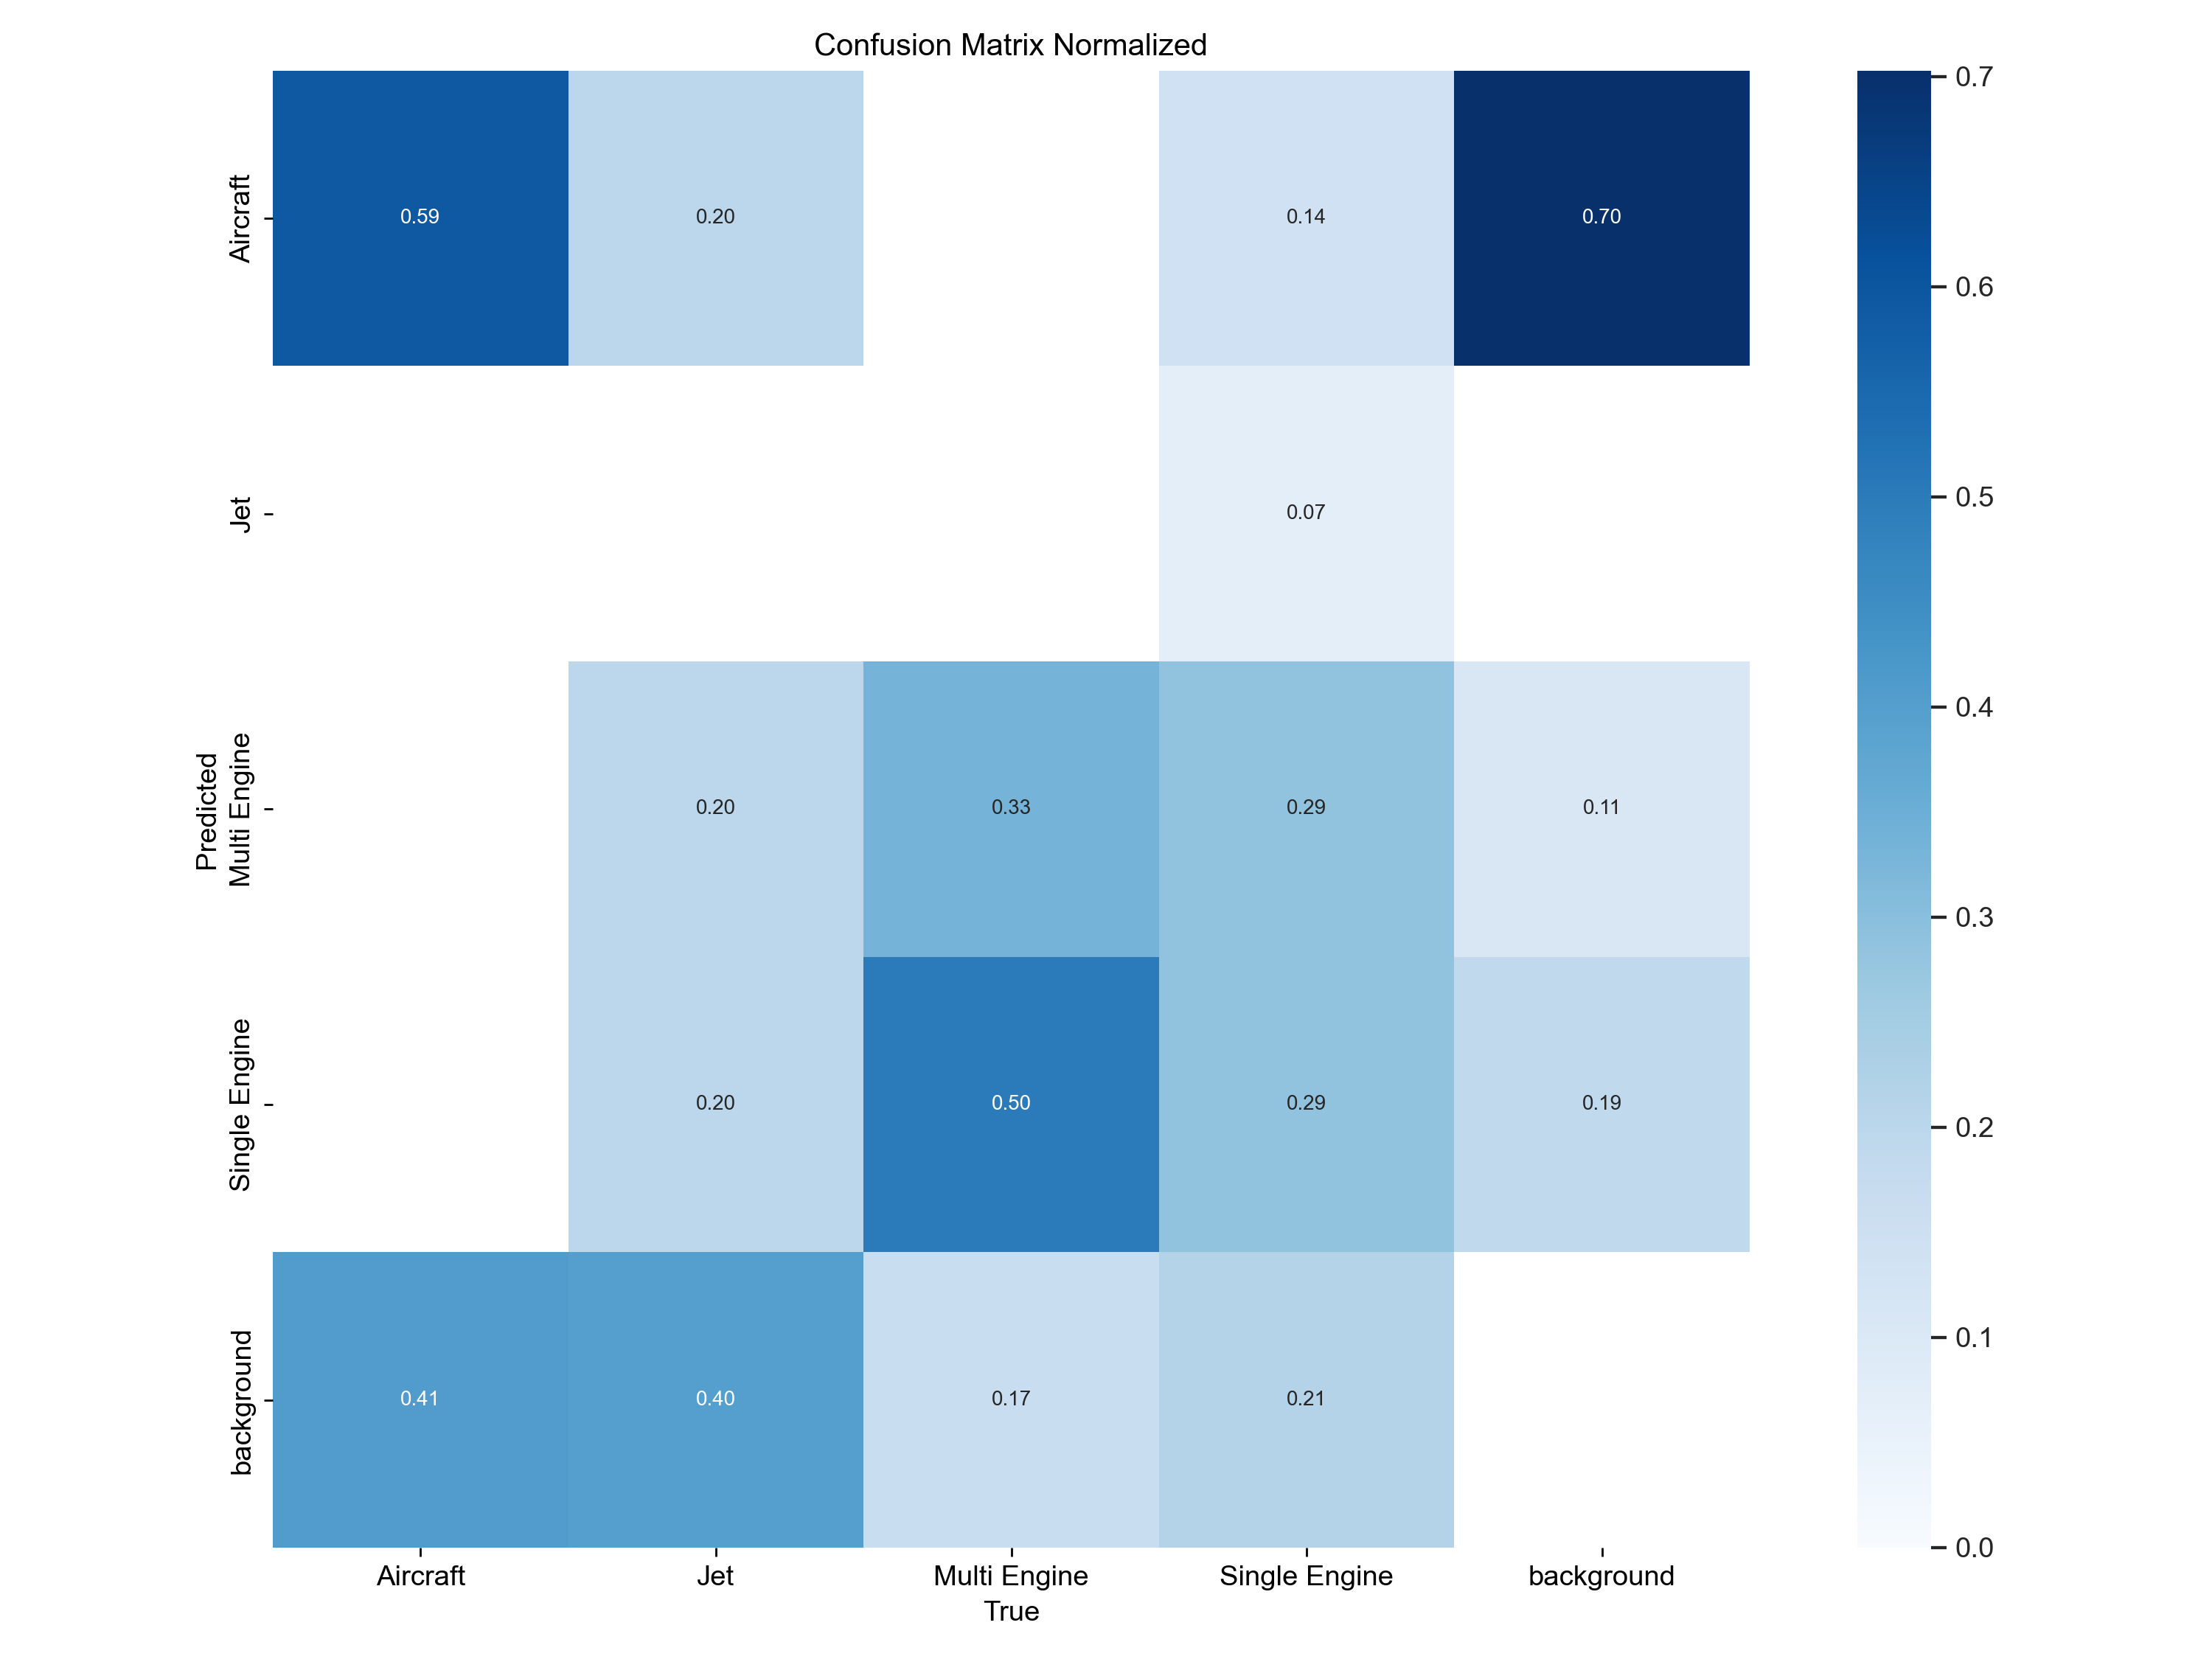 Confusion Matrix Normalized
Aircraft
0.59
0.20
0.14
0.70
Jet
0.07
Predicted
Multi Engine
0.20
0.33
0.29
0.11
Single Engine
0.20
0.50
0.29
0.19
background
0.41
0.40
0.17
0.21
Aircraft
Jet
Multi Engine
Single Engine
background
True
0.7
0.6
0.5
0.4
0.3
0.2
0.1
0.0